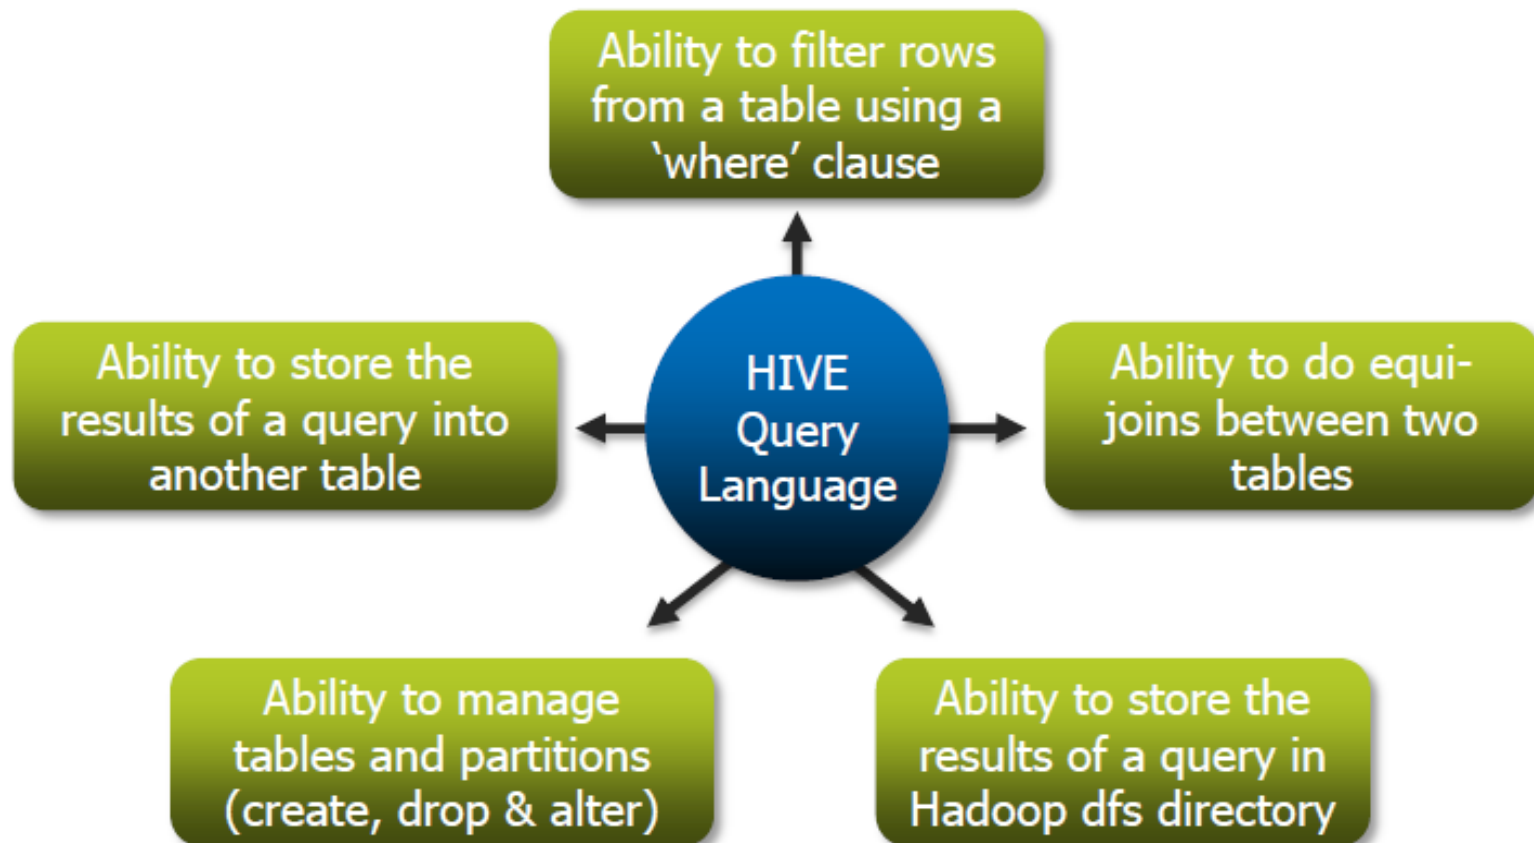 Ability to filter rows
from a table using a
‘where’ clause
Ability to store the
results of a query into
another table
HIVE
Query
Language
Ability to do equi-
joins between two
tables
Ability to manage
tables and partitions
(create, drop & alter)
Ability to store the
results of a query in
Hadoop dfs directory